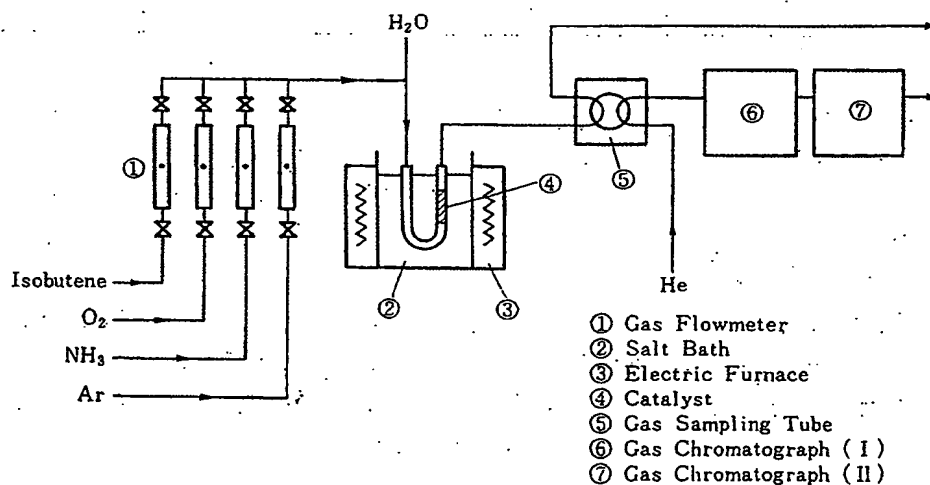 H₂O
①
④
⑤
⑥
⑦
Isobutene
O₂
NH₃
Ar
②
③
He
① Gas Flowmeter
② Salt Bath
③ Electric Furnace
④ Catalyst
⑤ Gas Sampling Tube
⑥ Gas Chromatograph ( I )
⑦ Gas Chromatograph ( II )